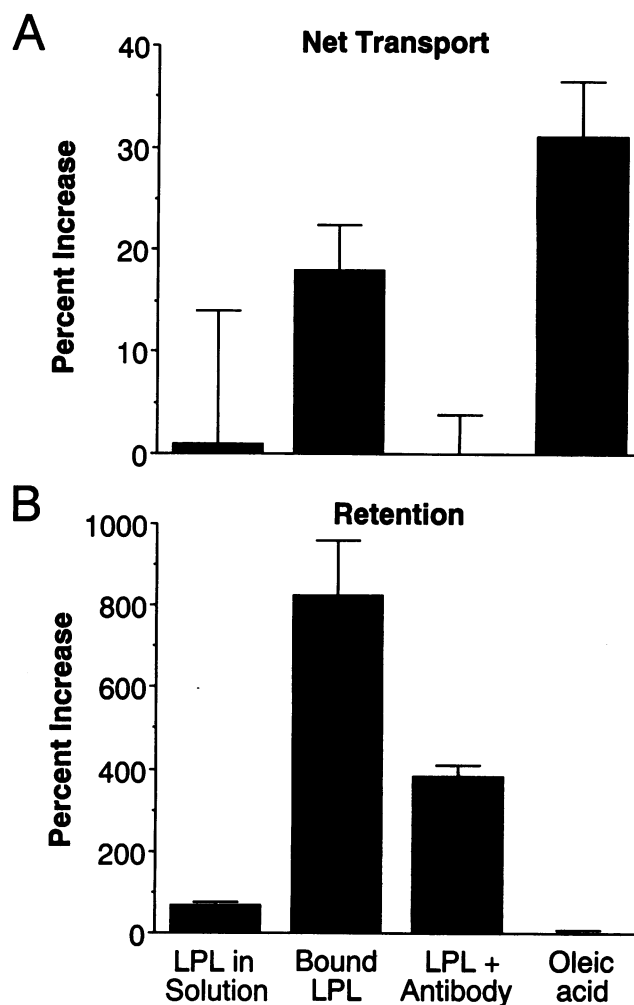 A
Net Transport
Percent Increase
40
30
20
10
0
B
Retention
Percent Increase
1000
800
600
400
200
0
LPL in
Solution
Bound
LPL
LPL +
Antibody
Oleic
acid